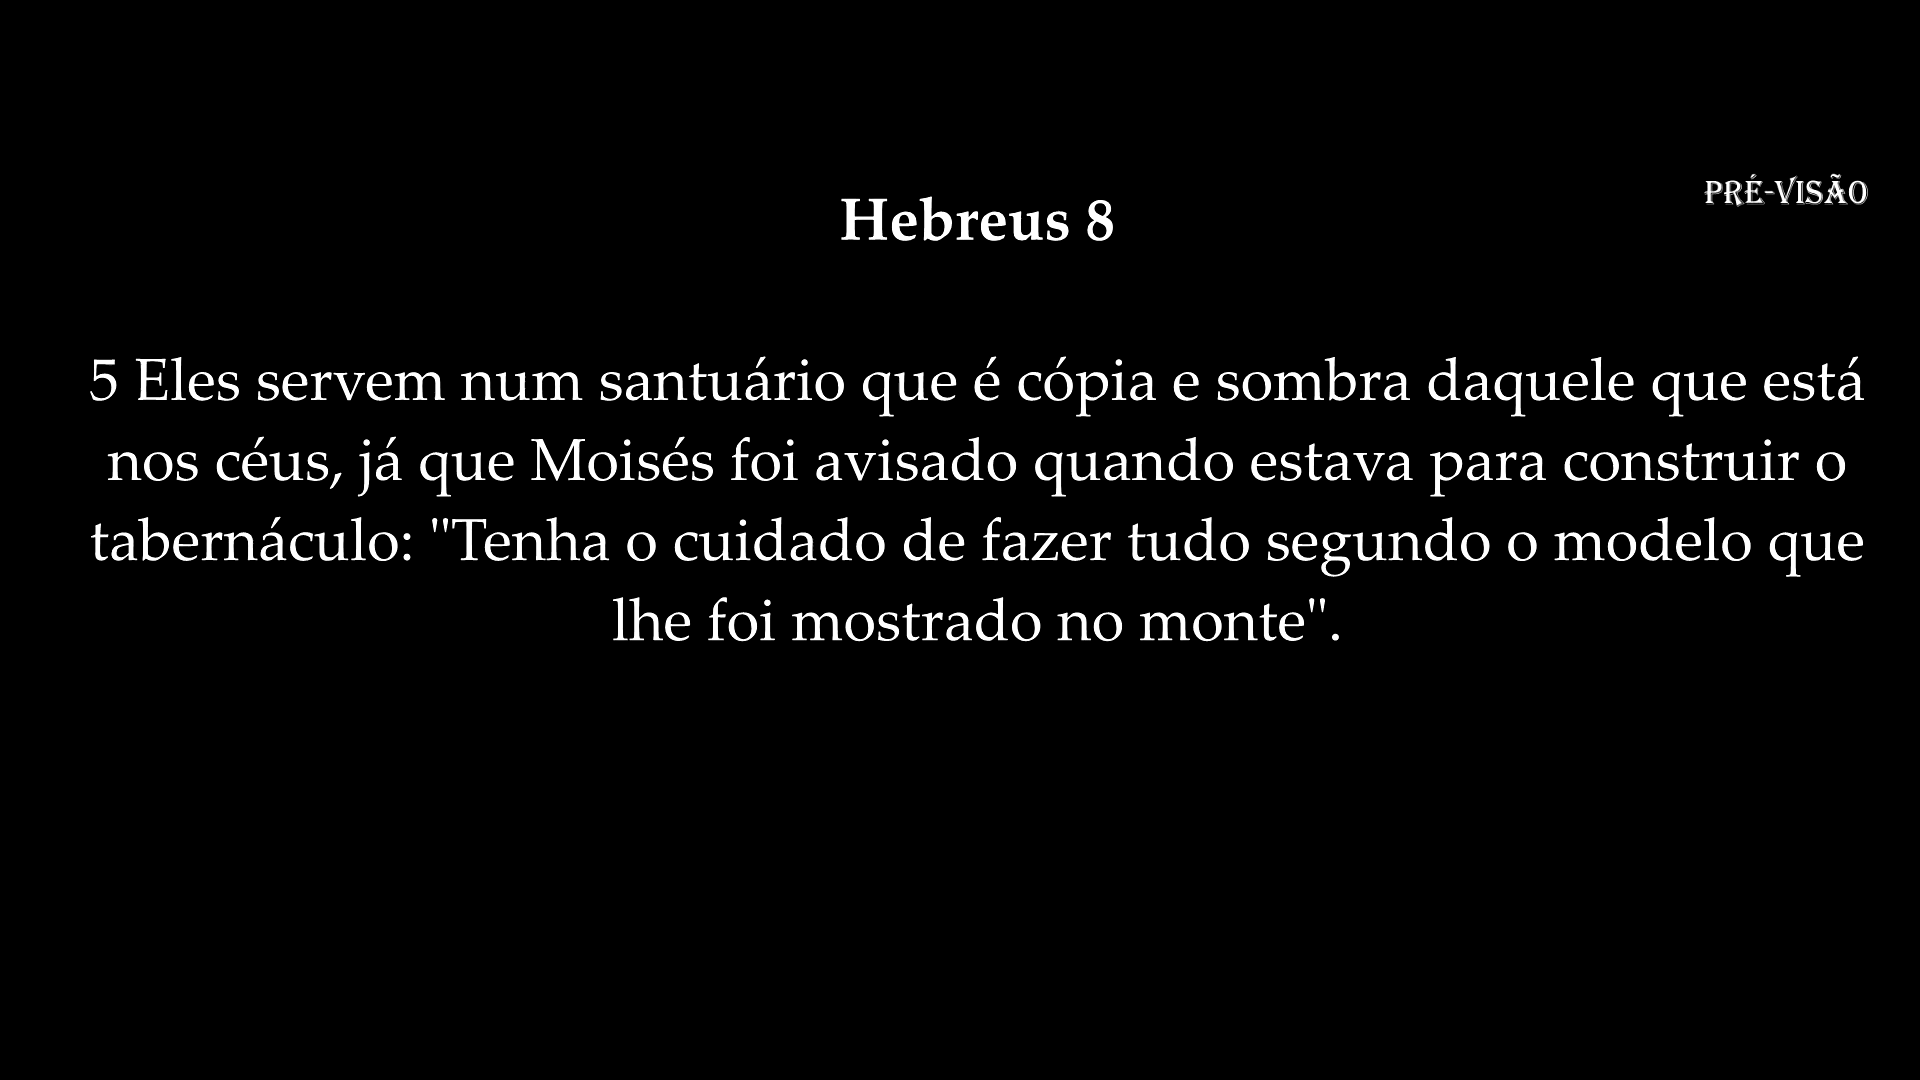 PRÉ-VISÃO
Hebreus 8
5 Eles servem num santuário que é cópia e sombra daquele que está
nos céus, já que Moisés foi avisado quando estava para construir o
tabernáculo: "Tenha o cuidado de fazer tudo segundo o modelo que
lhe foi mostrado no monte".